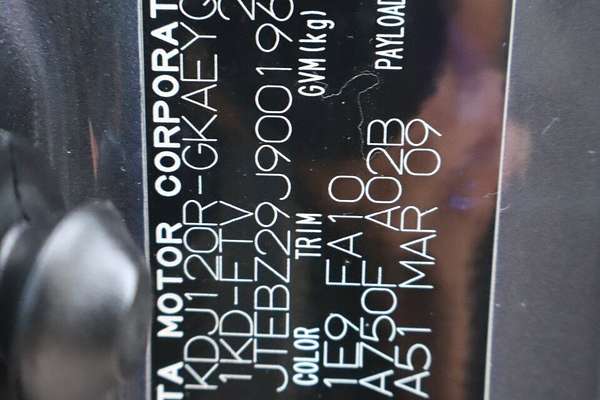 TA MOTOR CORPORAT
KDJ120R-GKAEYG
1KD-FTV
JTEBZ29J900196
COLOR TRIM GVM(kg)
1E9 FA10
A750F A02B PAYLOAD
A51 MAR 09